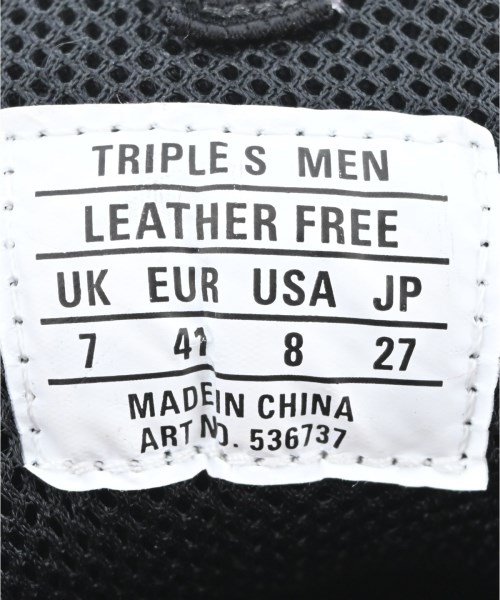 TRIPLE S MEN
LEATHER FREE
UK EUR USA JP
7 41 8 27
MADE IN CHINA
ART NO. 536737